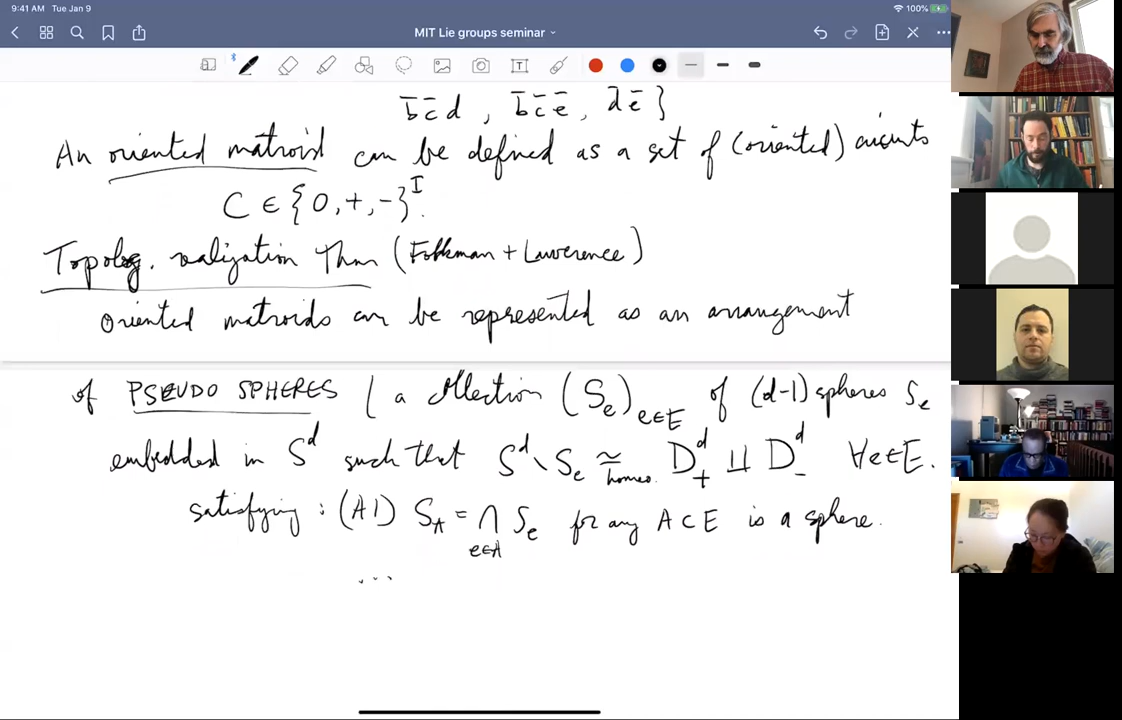 9:41 AM Tue Jan 9
100%
MIT Lie groups seminar
b̄ c̄ d , b̄ c̄ ē , d̄ ē }
An oriented matroid can be defined as a set of (oriented) circuits
C ∈ {0,+,-}^I.
Topolog. realization Thm (Folkman + Lawerence)
oriented matroids can be represented as an arrangement
of PSEUDO SPHERES ( a collection (S_e)_{e∈E} of (d-1) spheres S_e
embedded in S^d such that S^d \ S_e ≃_{homeo.} D^d_+ ⊔ D^d_- ∀e∈E.
satisfying : (A1) S_A = ∩_{e∈A} S_e for any A ⊂ E is a sphere.
...